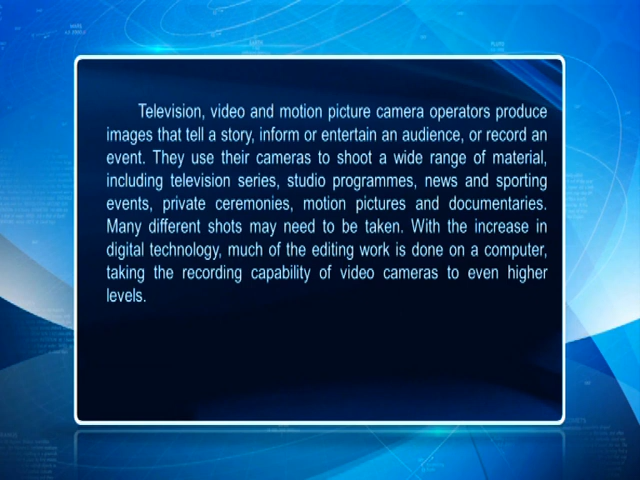 Television, video and motion picture camera operators produce
images that tell a story, inform or entertain an audience, or record an
event. They use their cameras to shoot a wide range of material,
including television series, studio programmes, news and sporting
events, private ceremonies, motion pictures and documentaries.
Many different shots may need to be taken. With the increase in
digital technology, much of the editing work is done on a computer,
taking the recording capability of video cameras to even higher
levels.